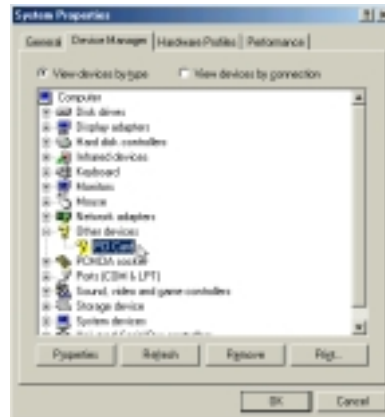 System Properties
General Device Manager Hardware Profiles Performance
View devices by type View devices by connection
Computer
Disk drives
Display adapters
Hard disk controllers
Infrared devices
Keyboard
Monitors
Mouse
Network adapters
Other devices
PCI Card
PCMCIA socket
Ports (COM & LPT)
Sound, video and game controllers
Storage device
System devices
Properties Refresh Remove Print...
OK Cancel